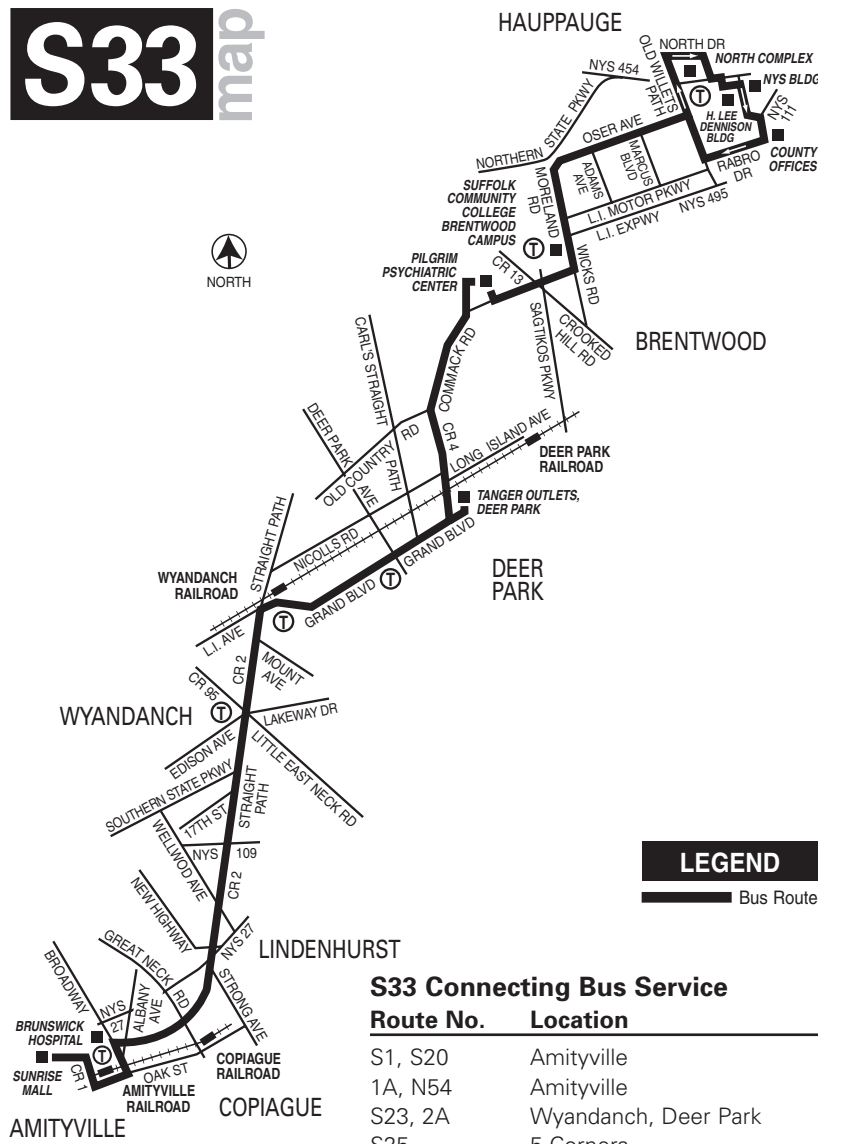 S33
map
HAUPPAUGE
NORTH DR
NORTH COMPLEX
OLD WILLETS
PATH
NYS BLDG
NYS 454
T
H. LEE
DENNISON
BLDG
NYS
111
COUNTY
OFFICES
RABRO
DR
OSER AVE
NORTHERN STATE PKWY
ADAMS
AVE
MARCUS
BLVD
MORELAND
RD
L.I. MOTOR PKWY
L.I. EXPWY
NYS 495
SUFFOLK
COMMUNITY
COLLEGE
BRENTWOOD
CAMPUS
T
PILGRIM
PSYCHIATRIC
CENTER
CR 13
WICKS RD
NORTH
SAGTIKOS PKWY
CROOKED
HILL RD
BRENTWOOD
CARL'S STRAIGHT
PATH
COMMACK RD
DEER PARK
AVE
OLD COUNTRY RD
CR 4
LONG ISLAND AVE
DEER PARK
RAILROAD
TANGER OUTLETS,
DEER PARK
STRAIGHT PATH
NICOLLS RD
GRAND BLVD
DEER
PARK
WYANDANCH
RAILROAD
T
GRAND BLVD
T
L.I. AVE
CR 2
MOUNT
AVE
CR 95
WYANDANCH
T
LAKEWAY DR
EDISON AVE
LITTLE EAST NECK RD
SOUTHERN STATE PKWY
STRAIGHT
PATH
17TH ST
WELLWOD AVE
NYS 109
CR 2
NEW HIGHWAY
LEGEND
Bus Route
NYS 27
LINDENHURST
GREAT NECK
RD
BROADWAY
STRONG AVE
NYS
27
ALBANY
AVE
BRUNSWICK
HOSPITAL
T
SUNRISE
MALL
CR 1
OAK ST
COPIAGUE
RAILROAD
AMITYVILLE
RAILROAD
COPIAGUE
AMITYVILLE
S33 Connecting Bus Service
Route No. Location
S1, S20 Amityville
1A, N54 Amityville
S23, 2A Wyandanch, Deer Park
S25 5 Corners